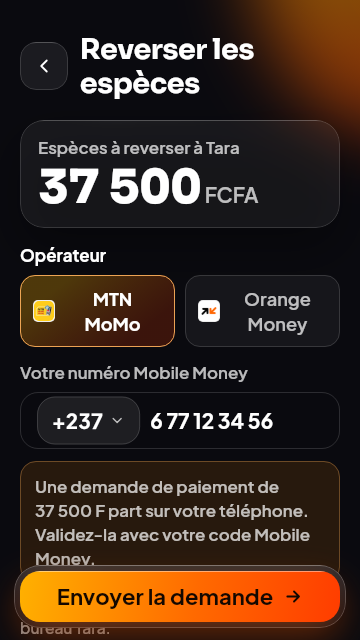 Reverser les
espèces
Espèces à reverser à Tara
37 500 FCFA
Opérateur
MTN
MoMo
Orange
Money
Votre numéro Mobile Money
+237 6 77 12 34 56
Une demande de paiement de
37 500 F part sur votre téléphone.
Validez-la avec votre code Mobile
Money.
Envoyer la demande →
bureau Tara.